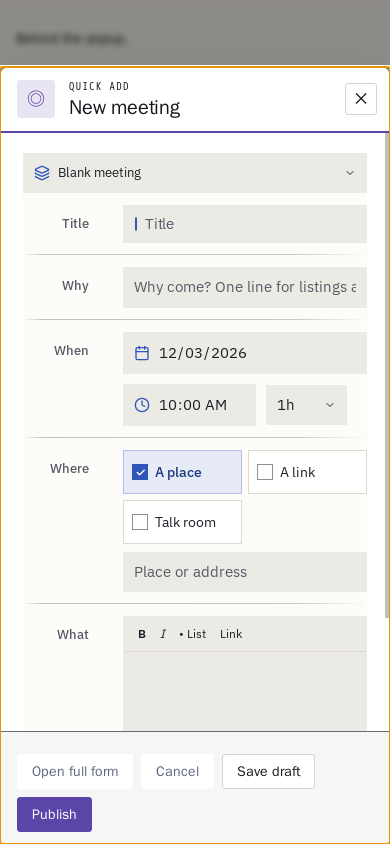 Behind the popup.
QUICK ADD
New meeting
Blank meeting
Title
Title
Why
Why come? One line for listings a
When
12/03/2026
10:00 AM
1h
Where
A place
A link
Talk room
Place or address
What
B I • List Link
Open full form
Cancel
Save draft
Publish